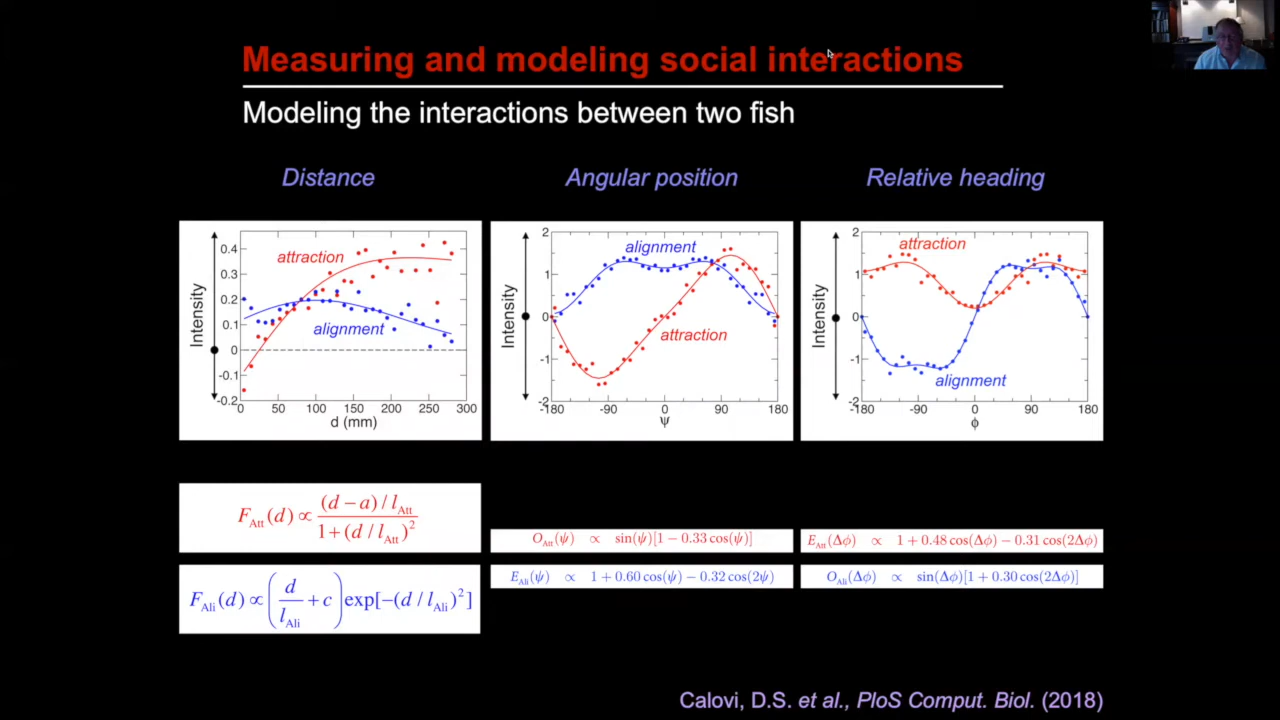 Measuring and modeling social interactions
Modeling the interactions between two fish
Distance
Angular position
Relative heading
Intensity
0.4
0.3
0.2
0.1
0
-0.1
-0.2
attraction
alignment
0 50 100 150 200 250 300
d (mm)
Intensity
2
1
0
-1
-2
alignment
attraction
-180 -90 0 90 180
ψ
Intensity
2
1
0
-1
-2
attraction
alignment
-180 -90 0 90 180
ϕ
F_Att(d) ∝ (d − a) / l_Att / 1 + (d / l_Att)²
O_Att(ψ) ∝ sin(ψ)[1 − 0.33 cos(ψ)]
E_Att(Δϕ) ∝ 1 + 0.48 cos(Δϕ) − 0.31 cos(2Δϕ)
F_Ali(d) ∝ (d / l_Ali + c) exp[−(d / l_Ali)²]
E_Ali(ψ) ∝ 1 + 0.60 cos(ψ) − 0.32 cos(2ψ)
O_Ali(Δϕ) ∝ sin(Δϕ)[1 + 0.30 cos(2Δϕ)]
Calovi, D.S. et al., PloS Comput. Biol. (2018)